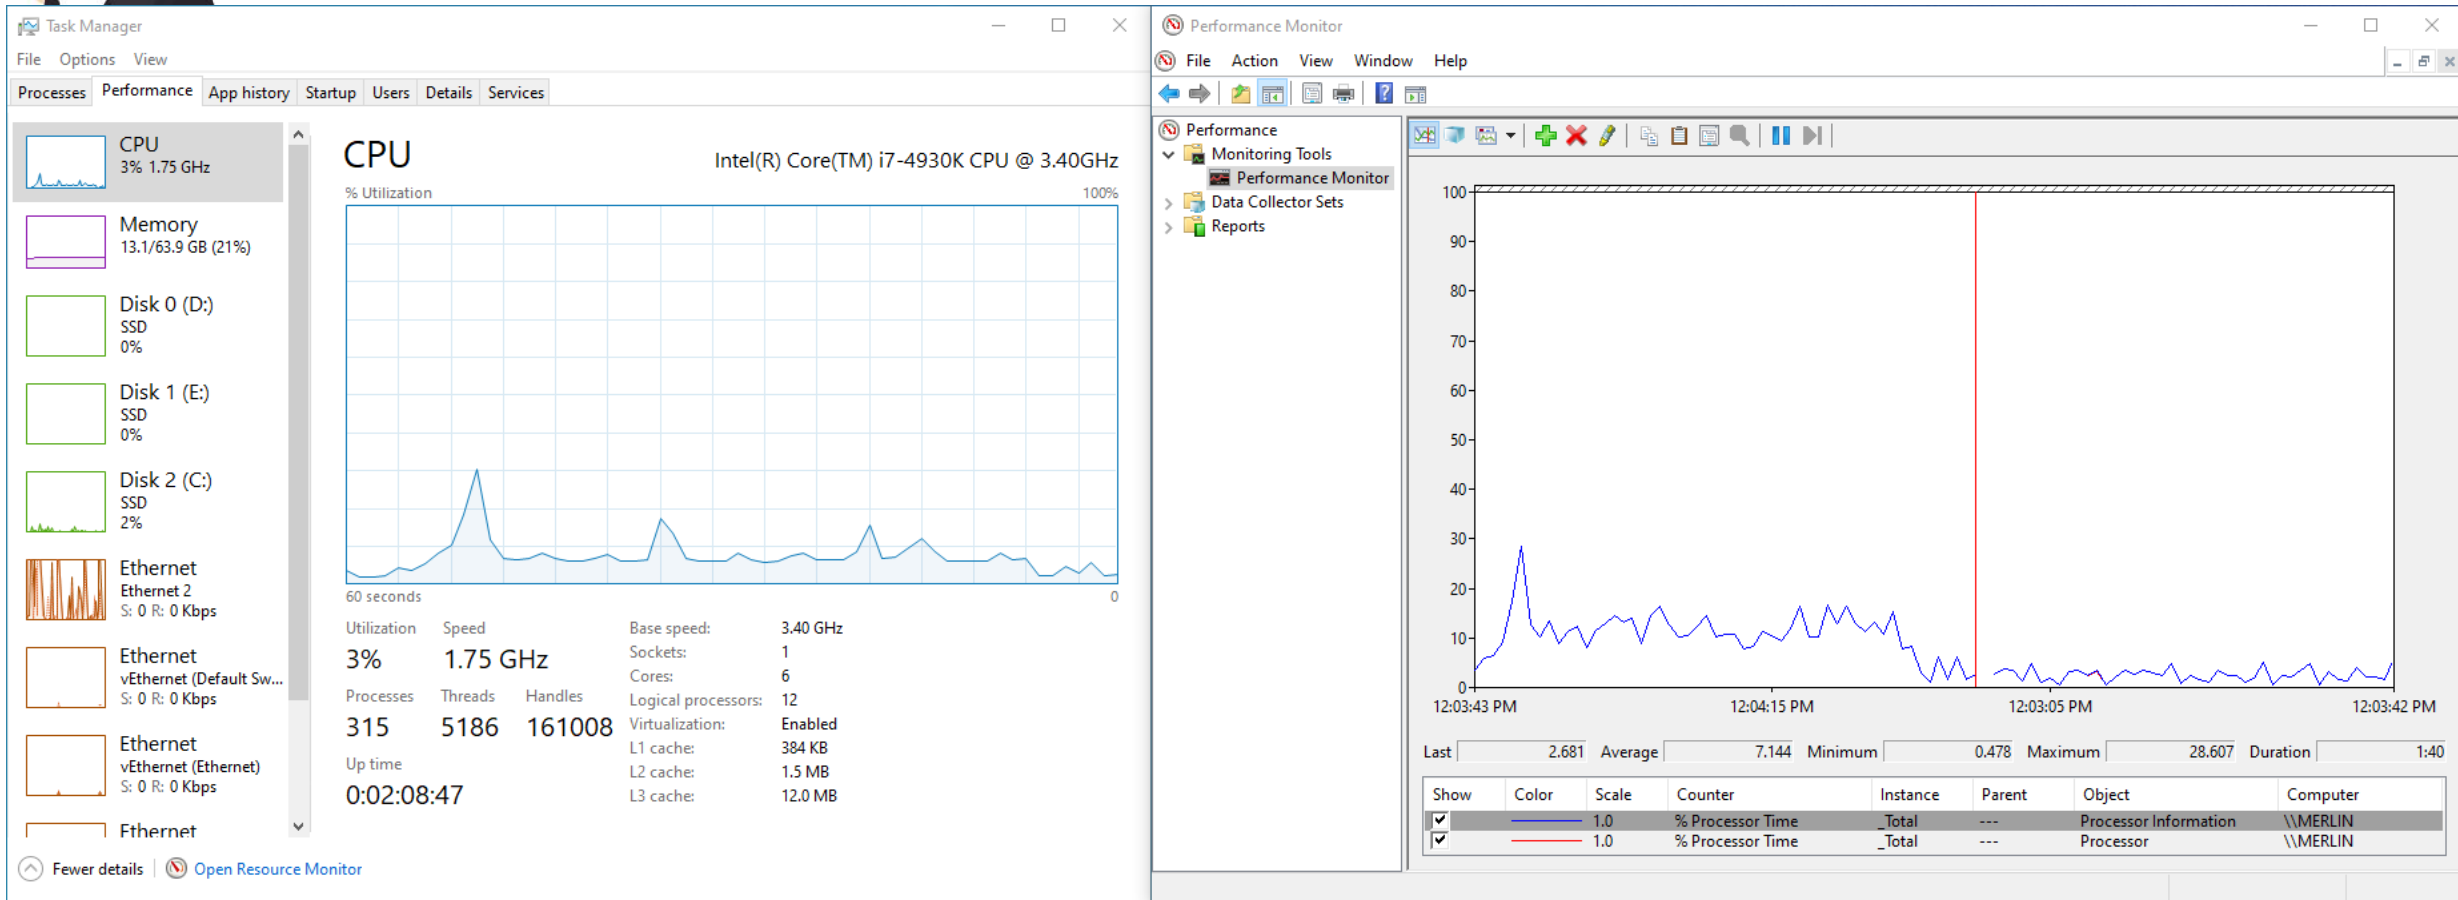 Task Manager
File Options View
Processes Performance App history Startup Users Details Services
CPU
3% 1.75 GHz
Memory
13.1/63.9 GB (21%)
Disk 0 (D:)
SSD
0%
Disk 1 (E:)
SSD
0%
Disk 2 (C:)
SSD
2%
Ethernet
Ethernet 2
S: 0 R: 0 Kbps
Ethernet
vEthernet (Default Sw...
S: 0 R: 0 Kbps
Ethernet
vEthernet (Ethernet)
S: 0 R: 0 Kbps
Ethernet
CPU Intel(R) Core(TM) i7-4930K CPU @ 3.40GHz
% Utilization 100%
60 seconds 0
Utilization Speed
3% 1.75 GHz
Processes Threads Handles
315 5186 161008
Up time
0:02:08:47
Base speed: 3.40 GHz
Sockets: 1
Cores: 6
Logical processors: 12
Virtualization: Enabled
L1 cache: 384 KB
L2 cache: 1.5 MB
L3 cache: 12.0 MB
Fewer details Open Resource Monitor
Performance Monitor
File Action View Window Help
Performance
Monitoring Tools
Performance Monitor
Data Collector Sets
Reports
100
90
80
70
60
50
40
30
20
10
0
12:03:43 PM 12:04:15 PM 12:03:05 PM 12:03:42 PM
Last 2.681 Average 7.144 Minimum 0.478 Maximum 28.607 Duration 1:40
Show Color Scale Counter Instance Parent Object Computer
1.0 % Processor Time _Total --- Processor Information \\MERLIN
1.0 % Processor Time _Total --- Processor \\MERLIN